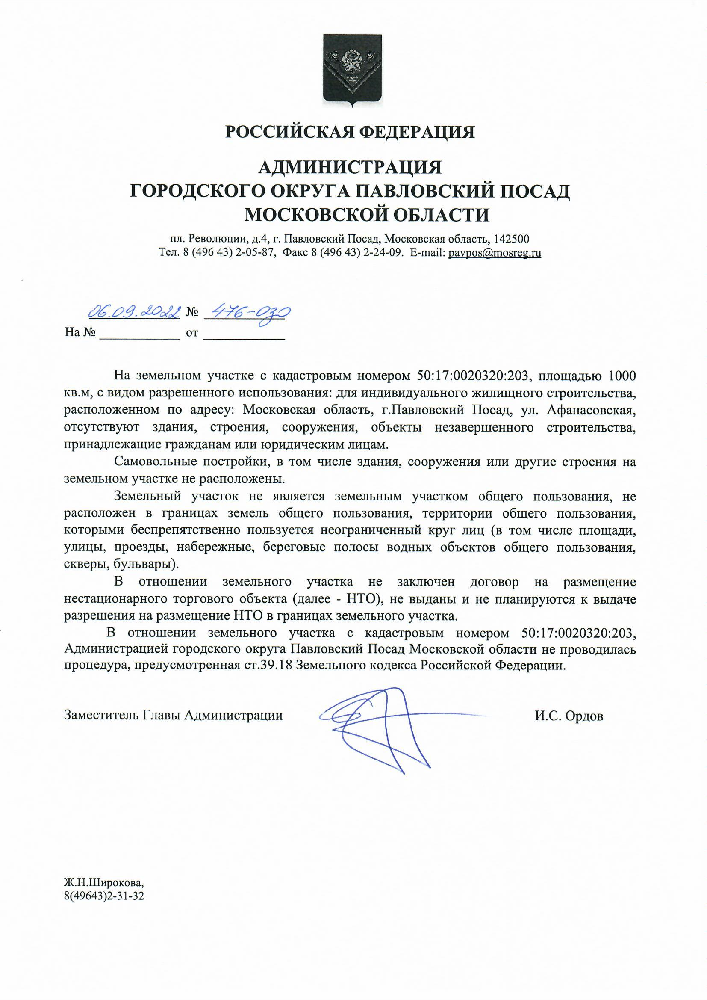 РОССИЙСКАЯ ФЕДЕРАЦИЯ
АДМИНИСТРАЦИЯ
ГОРОДСКОГО ОКРУГА ПАВЛОВСКИЙ ПОСАД
МОСКОВСКОЙ ОБЛАСТИ
пл. Революции, д.4, г. Павловский Посад, Московская область, 142500
Тел. 8 (496 43) 2-05-87, Факс 8 (496 43) 2-24-09. E-mail: pavpos@mosreg.ru
06.09.2022 № 476-озо
На № ____________ от ____________
На земельном участке с кадастровым номером 50:17:0020320:203, площадью 1000
кв.м, с видом разрешенного использования: для индивидуального жилищного строительства,
расположенном по адресу: Московская область, г.Павловский Посад, ул. Афанасовская,
отсутствуют здания, строения, сооружения, объекты незавершенного строительства,
принадлежащие гражданам или юридическим лицам.
Самовольные постройки, в том числе здания, сооружения или другие строения на
земельном участке не расположены.
Земельный участок не является земельным участком общего пользования, не
расположен в границах земель общего пользования, территории общего пользования,
которыми беспрепятственно пользуется неограниченный круг лиц (в том числе площади,
улицы, проезды, набережные, береговые полосы водных объектов общего пользования,
скверы, бульвары).
В отношении земельного участка не заключен договор на размещение
нестационарного торгового объекта (далее - НТО), не выданы и не планируются к выдаче
разрешения на размещение НТО в границах земельного участка.
В отношении земельного участка с кадастровым номером 50:17:0020320:203,
Администрацией городского округа Павловский Посад Московской области не проводилась
процедура, предусмотренная ст.39.18 Земельного кодекса Российской Федерации.
Заместитель Главы Администрации И.С. Ордов
Ж.Н.Широкова,
8(49643)2-31-32